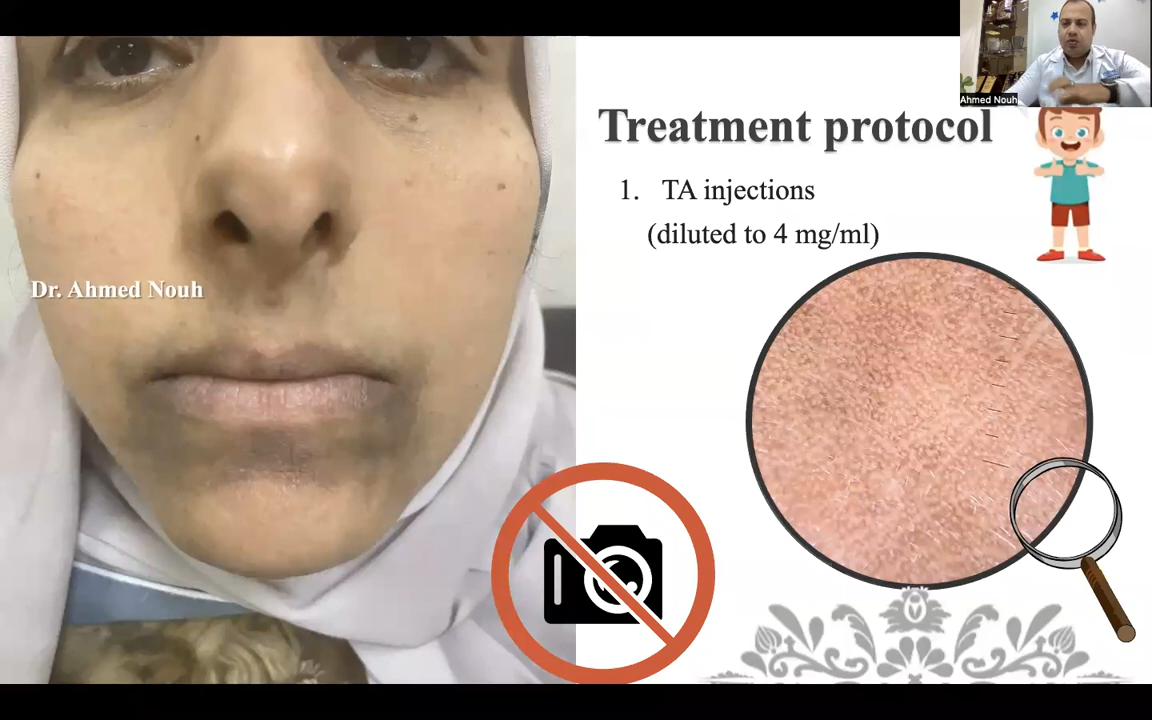 Ahmed Nouh
Treatment protocol
1. TA injections
(diluted to 4 mg/ml)
Dr. Ahmed Nouh